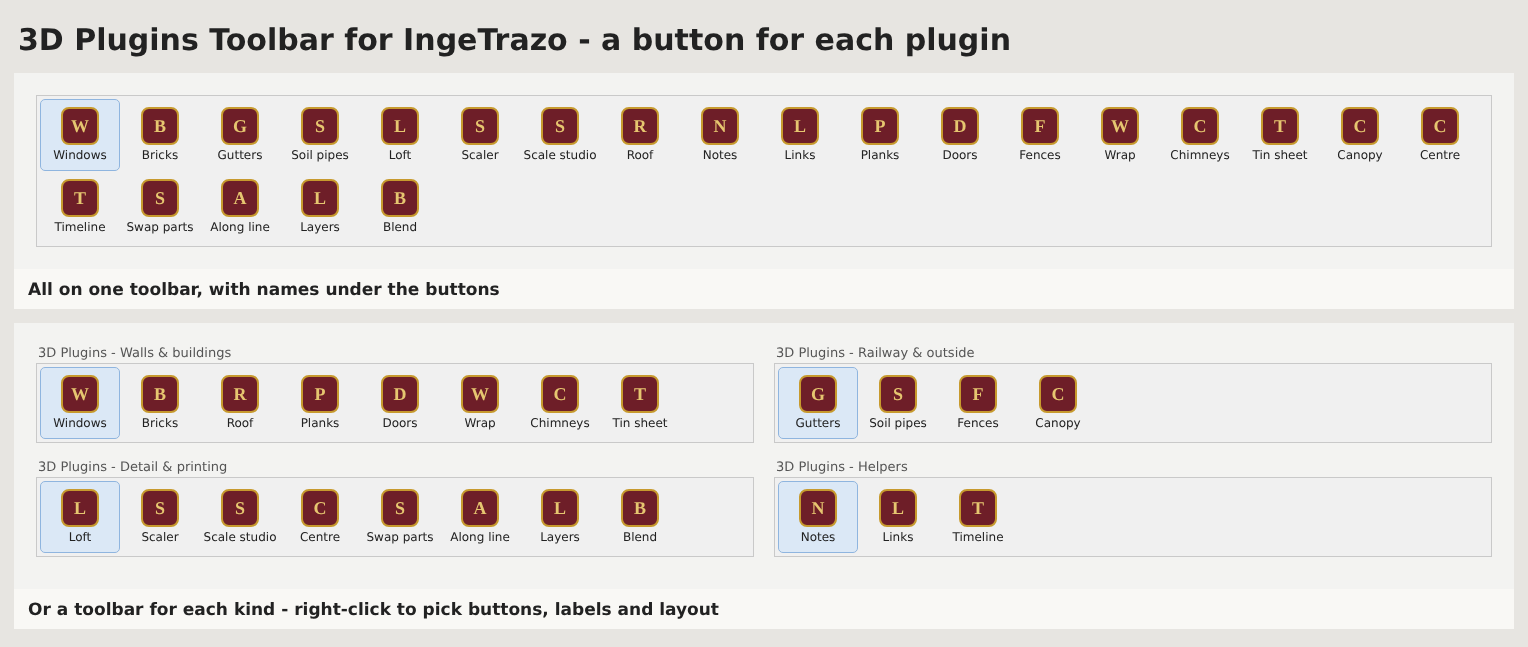 3D Plugins Toolbar for IngeTrazo - a button for each plugin
W B G S L S S R N L P D F W C T C C
Windows Bricks Gutters Soil pipes Loft Scaler Scale studio Roof Notes Links Planks Doors Fences Wrap Chimneys Tin sheet Canopy Centre
T S A L B
Timeline Swap parts Along line Layers Blend
All on one toolbar, with names under the buttons
3D Plugins - Walls & buildings
W B R P D W C T
Windows Bricks Roof Planks Doors Wrap Chimneys Tin sheet
3D Plugins - Railway & outside
G S F C
Gutters Soil pipes Fences Canopy
3D Plugins - Detail & printing
L S S C S A L B
Loft Scaler Scale studio Centre Swap parts Along line Layers Blend
3D Plugins - Helpers
N L T
Notes Links Timeline
Or a toolbar for each kind - right-click to pick buttons, labels and layout